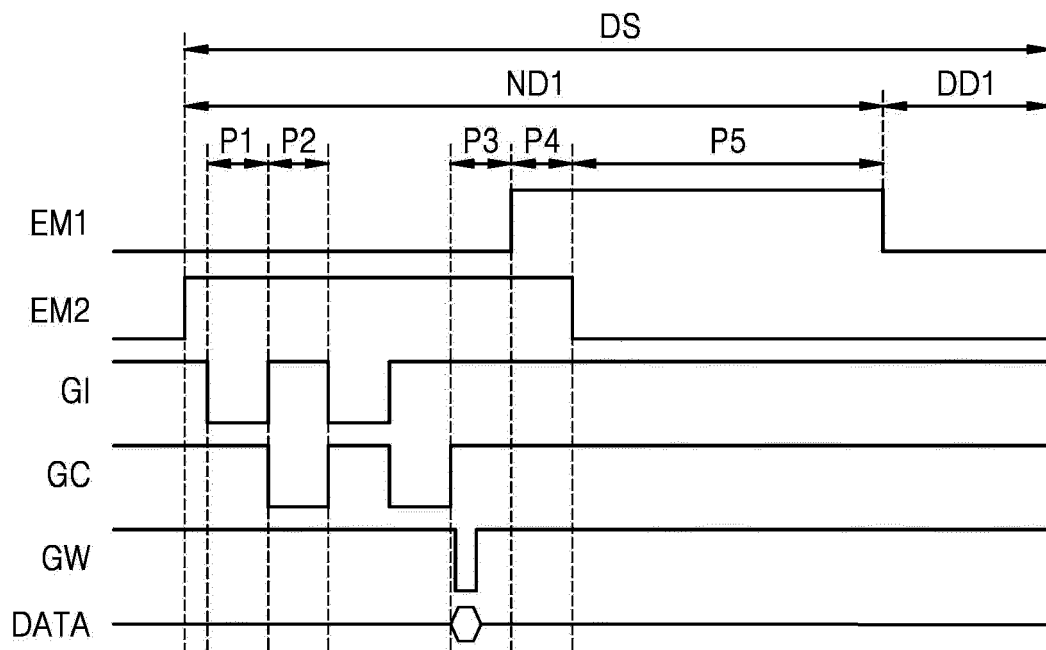 DS
ND1 DD1
P1 P2 P3 P4 P5
EM1
EM2
GI
GC
GW
DATA